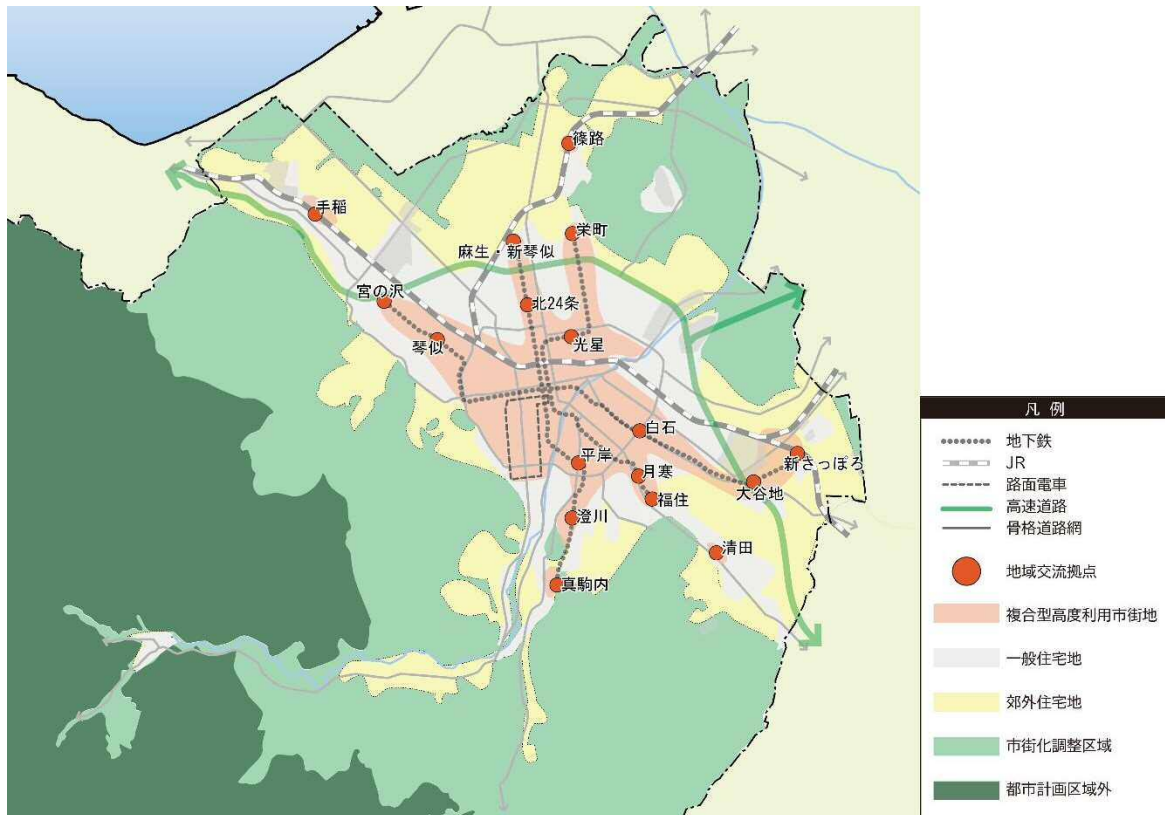 篠路
手稲
栄町
麻生・新琴似
宮の沢
北24条
琴似
光星
白石
平岸
月寒
新さっぽろ
大谷地
福住
澄川
清田
真駒内
凡例
地下鉄
JR
路面電車
高速道路
骨格道路網
地域交流拠点
複合型高度利用市街地
一般住宅地
郊外住宅地
市街化調整区域
都市計画区域外